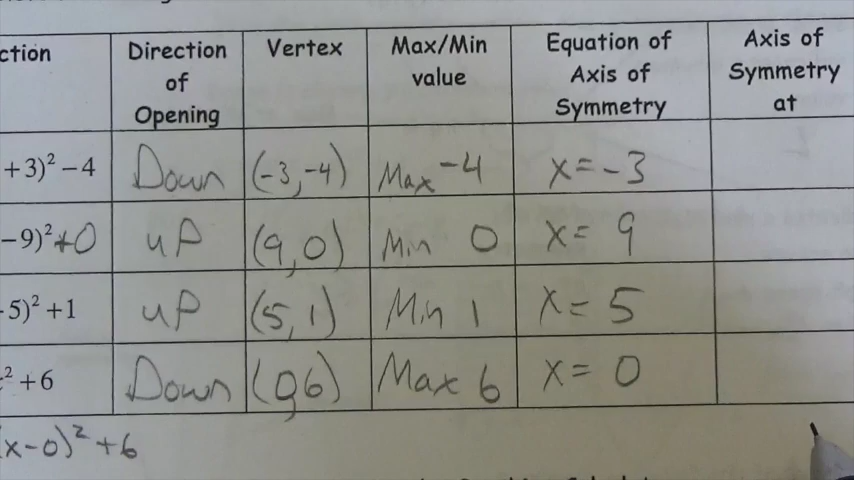 ction
Direction
of
Opening
Vertex
Max/Min
value
Equation of
Axis of
Symmetry
Axis of
Symmetry
at
+ 3)² – 4
Down
(-3,-4)
Max -4
x=-3
– 9)² +0
uP
(9,0)
Min 0
x= 9
5)² + 1
uP
(5,1)
Min 1
x= 5
² + 6
Down
(0,6)
Max 6
x= 0
(x-0)² +6